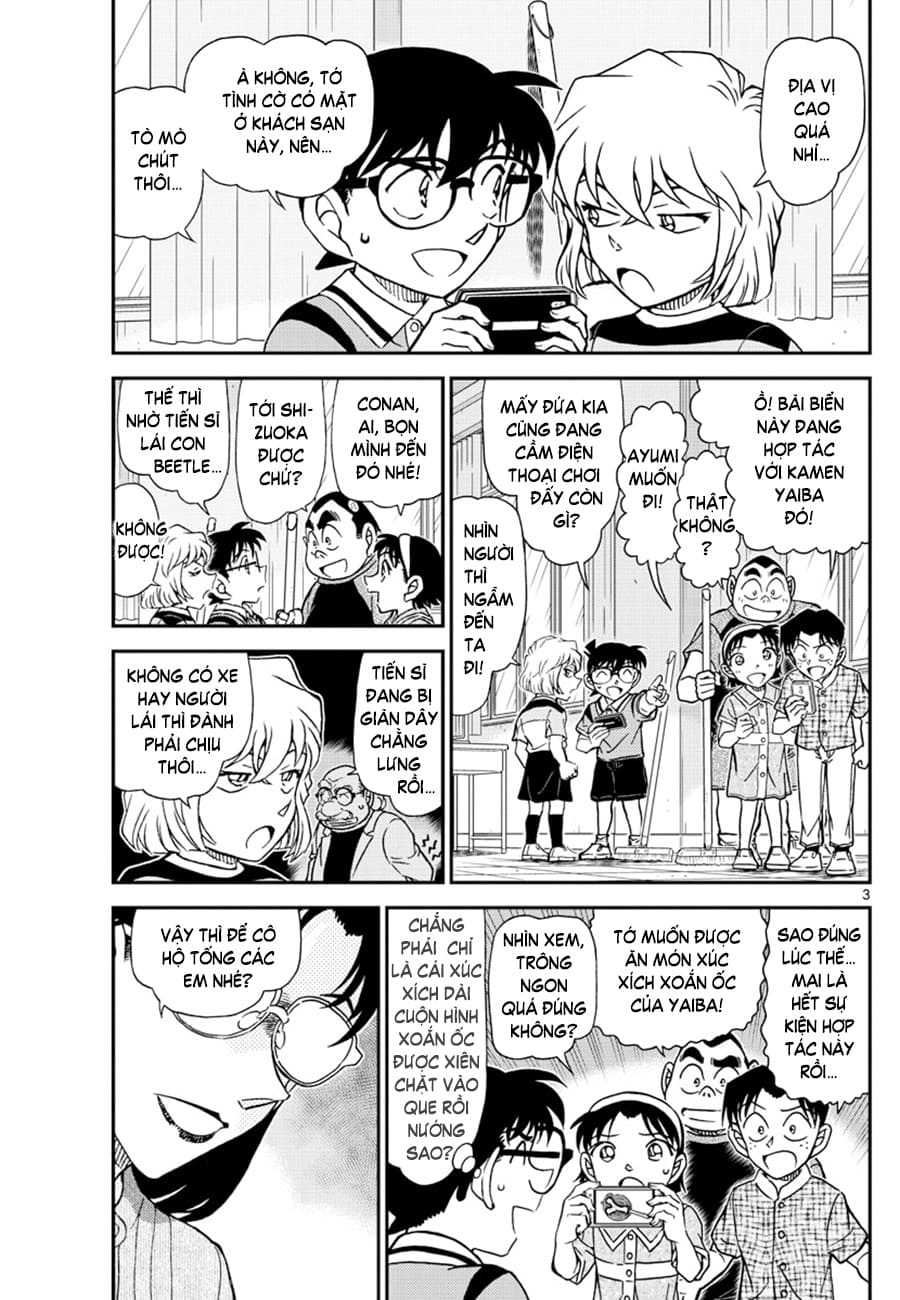 ĐỊA VỊ
CAO
QUÁ
NHỈ...
À KHÔNG, TỚ
TÌNH CỜ CÓ MẶT
Ở KHÁCH SẠN
NÀY, NÊN...
TÒ MÒ
CHÚT
THÔI...
Ồ! BÃI BIỂN
NÀY ĐANG
HỢP TÁC
VỚI KAMEN
YAIBA
ĐÓ!
THẬT
KHÔNG
?
AYUMI
MUỐN
ĐI!
MẤY ĐỨA KIA
CŨNG ĐANG
CẦM ĐIỆN
THOẠI CHƠI
ĐẤY CÒN
GÌ?
NHÌN
NGƯỜI
THÌ
NGẪM
ĐẾN
TA
ĐI!
CONAN,
AI, BỌN
MÌNH ĐẾN
ĐÓ NHÉ!
TỚI SHI-
ZUOKA
ĐƯỢC
CHỨ?
THẾ THÌ
NHỜ TIẾN SĨ
LÁI CON
BEETLE...
KHÔNG
ĐƯỢC!
TIẾN SĨ
ĐANG BỊ
GIÃN DÂY
CHẰNG
LƯNG
RỒI...
KHÔNG CÓ XE
HAY NGƯỜI
LÁI THÌ ĐÀNH
PHẢI CHỊU
THÔI...
3
SAO ĐÚNG
LÚC THẾ...
MAI LÀ
HẾT SỰ
KIỆN HỢP
TÁC NÀY
RỒI...
TỚ MUỐN ĐƯỢC
ĂN MÓN XÚC
XÍCH XOẮN ỐC
CỦA YAIBA!
NHÌN XEM,
TRÔNG
NGON
QUÁ ĐÚNG
KHÔNG?
CHẲNG
PHẢI CHỈ
LÀ CÁI XÚC
XÍCH DÀI
CUỘN HÌNH
XOẮN ỐC
ĐƯỢC XIÊN
CHẶT VÀO
QUE RỒI
NƯỚNG
SAO?
VẬY THÌ ĐỂ CÔ
HỘ TỐNG CÁC
EM NHÉ?